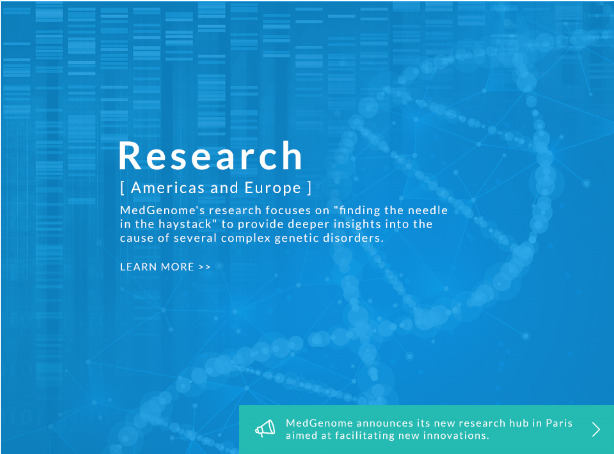 Research
[ Americas and Europe ]
MedGenome's research focuses on "finding the needle
in the haystack" to provide deeper insights into the
cause of several complex genetic disorders.
LEARN MORE >>
MedGenome announces its new research hub in Paris
aimed at facilitating new innovations.